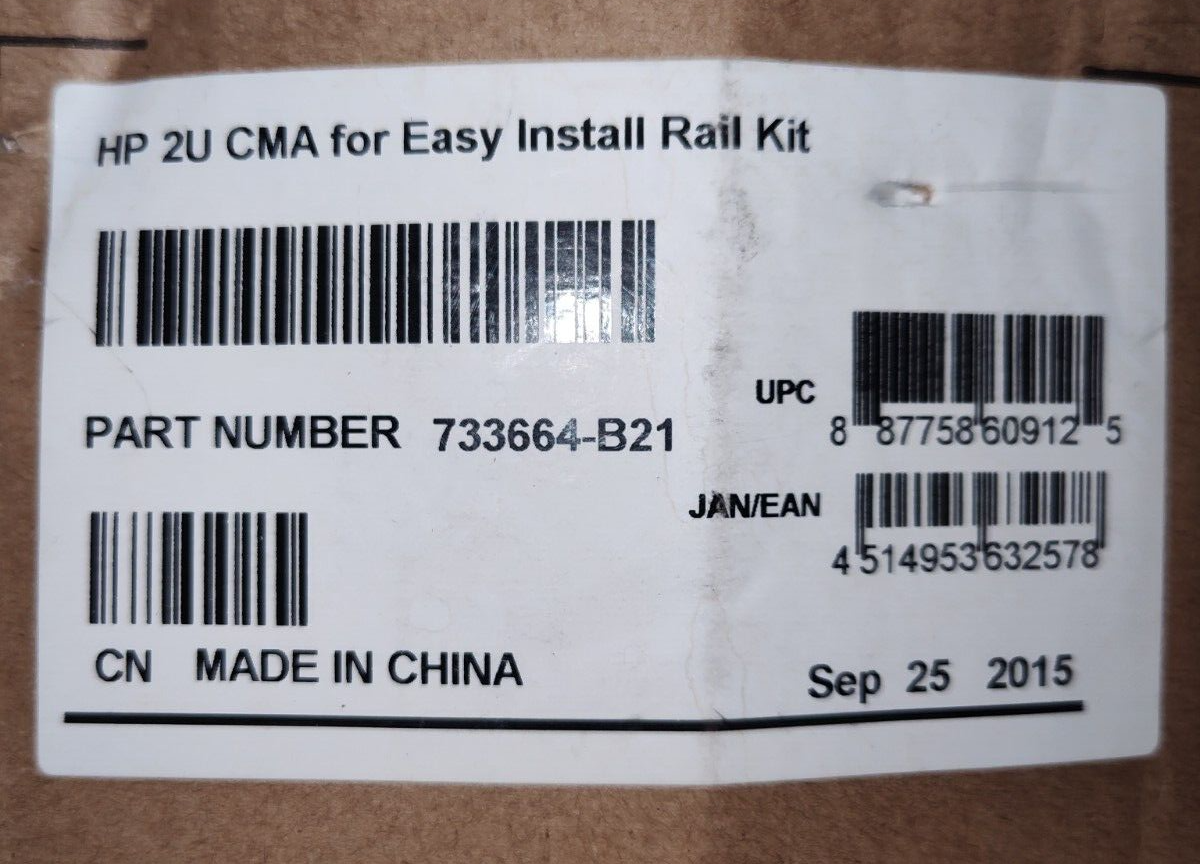 HP 2U CMA for Easy Install Rail Kit
PART NUMBER 733664-B21
UPC
8 87758 60912 5
JAN/EAN
4 514953 632578
CN MADE IN CHINA
Sep 25 2015